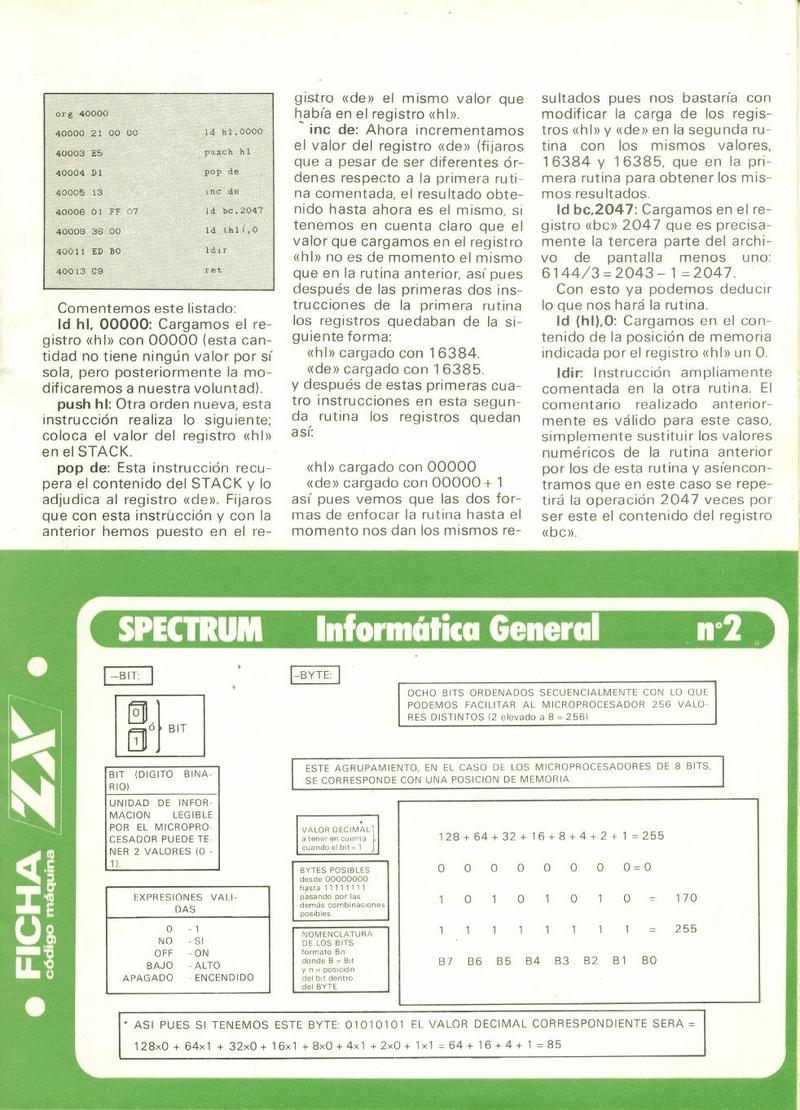 org 40000
40000 21 00 00 ld hl,0000
40003 E5 pusch hl
40004 D1 pop de
40005 13 inc de
40006 01 FF 07 ld bc,2047
40009 36 00 ld (hl),0
40011 ED B0 ldir
40013 C9 ret
Comentemos este listado:
ld hl, 00000: Cargamos el re-
gistro «hl» con 00000 (esta can-
tidad no tiene ningún valor por sí
sola, pero posteriormente la mo-
dificaremos a nuestra voluntad).
push hl: Otra orden nueva, esta
instrucción realiza lo siguiente;
coloca el valor del registro «hl»
en el STACK.
pop de: Esta instrucción recu-
pera el contenido del STACK y lo
adjudica al registro «de». Fijaros
que con esta instrucción y con la
anterior hemos puesto en el re-
gistro «de» el mismo valor que
había en el registro «hl».
inc de: Ahora incrementamos
el valor del registro «de» (fijaros
que a pesar de ser diferentes ór-
denes respecto a la primera ruti-
na comentada, el resultado obte-
nido hasta ahora es el mismo, si
tenemos en cuenta claro que el
valor que cargamos en el registro
«hl» no es de momento el mismo
que en la rutina anterior, así pues
después de las primeras dos ins-
trucciones de la primera rutina
los registros quedaban de la si-
guiente forma:
«hl» cargado con 16384.
«de» cargado con 16385.
y después de estas primeras cua-
tro instrucciones en esta segun-
da rutina los registros quedan
así:
«hl» cargado con 00000
«de» cargado con 00000 + 1
así pues vemos que las dos for-
mas de enfocar la rutina hasta el
momento nos dan los mismos re-
sultados pues nos bastaría con
modificar la carga de los regis-
tros «hl» y «de» en la segunda ru-
tina con los mismos valores,
16384 y 16385, que en la pri-
mera rutina para obtener los mis-
mos resultados.
ld bc,2047: Cargamos en el re-
gistro «bc» 2047 que es precisa-
mente la tercera parte del archi-
vo de pantalla menos uno:
6144/3 = 2043 − 1 = 2047.
Con esto ya podemos deducir
lo que nos hará la rutina.
ld (hl),0: Cargamos en el con-
tenido de la posición de memoria
indicada por el registro «hl» un 0.
ldir: Instrucción ampliamente
comentada en la otra rutina. El
comentario realizado anterior-
mente es válido para este caso,
simplemente sustituir los valores
numéricos de la rutina anterior
por los de esta rutina y asíencon-
tramos que en este caso se repe-
tirá la operación 2047 veces por
ser este el contenido del registro
«bc».
SPECTRUM Informática General nº2
FICHA ZX
código máquina
—BIT:
0
ó
1
BIT
BIT (DIGITO BINA-
RIO)
UNIDAD DE INFOR-
MACION LEGIBLE
POR EL MICROPRO-
CESADOR PUEDE TE-
NER 2 VALORES (0 -
1).
EXPRESIONES VALI-
DAS
0 - 1
NO - SI
OFF - ON
BAJO - ALTO
APAGADO - ENCENDIDO
—BYTE:
OCHO BITS ORDENADOS SECUENCIALMENTE CON LO QUE
PODEMOS FACILITAR AL MICROPROCESADOR 256 VALO-
RES DISTINTOS (2 elevado a 8 = 256)
ESTE AGRUPAMIENTO, EN EL CASO DE LOS MICROPROCESADORES DE 8 BITS,
SE CORRESPONDE CON UNA POSICION DE MEMORIA.
VALOR DECIMAL
a tener en cuenta
cuando el bit = 1
BYTES POSIBLES
desde 00000000
hasta 11111111
pasando por las
demás combinaciones
posibles.
NOMENCLATURA
DE LOS BITS
formato Bn
donde B = Bit
y n = posición
del bit dentro
del BYTE
128 + 64 + 32 + 16 + 8 + 4 + 2 + 1 = 255
0 0 0 0 0 0 0 0 = 0
1 0 1 0 1 0 1 0 = 170
1 1 1 1 1 1 1 1 = 255
B7 B6 B5 B4 B3 B2 B1 B0
* ASI PUES SI TENEMOS ESTE BYTE: 01010101 EL VALOR DECIMAL CORRESPONDIENTE SERA =
128x0 + 64x1 + 32x0 + 16x1 + 8x0 + 4x1 + 2x0 + 1x1 = 64 + 16 + 4 + 1 = 85